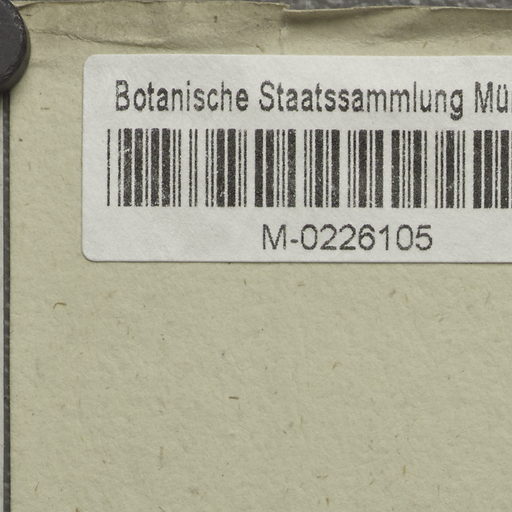 Botanische Staatssammlung Mü
M-0226105